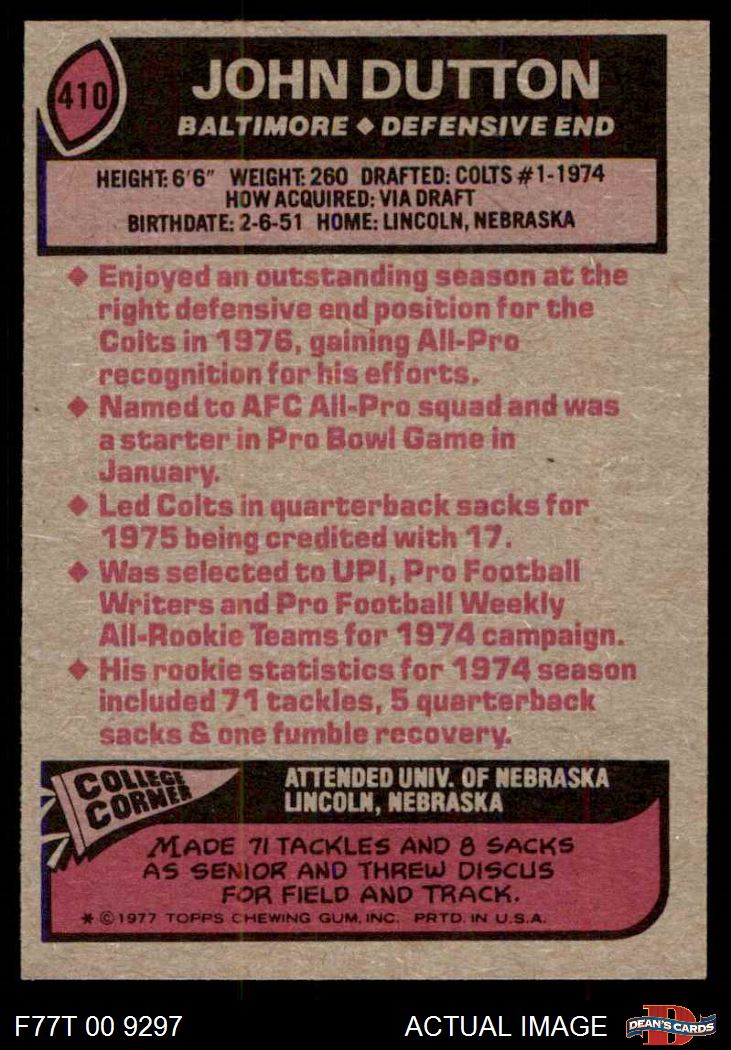 410
JOHN DUTTON
BALTIMORE ◆ DEFENSIVE END
HEIGHT: 6'6" WEIGHT: 260 DRAFTED: COLTS #1-1974
HOW ACQUIRED: VIA DRAFT
BIRTHDATE: 2-6-51 HOME: LINCOLN, NEBRASKA
◆ Enjoyed an outstanding season at the
right defensive end position for the
Colts in 1976, gaining All-Pro
recognition for his efforts.
◆ Named to AFC All-Pro squad and was
a starter in Pro Bowl Game in
January.
◆ Led Colts in quarterback sacks for
1975 being credited with 17.
◆ Was selected to UPI, Pro Football
Writers and Pro Football Weekly
All-Rookie Teams for 1974 campaign.
◆ His rookie statistics for 1974 season
included 71 tackles, 5 quarterback
sacks & one fumble recovery.
COLLEGE
CORNER
ATTENDED UNIV. OF NEBRASKA
LINCOLN, NEBRASKA
MADE 71 TACKLES AND 8 SACKS
AS SENIOR AND THREW DISCUS
FOR FIELD AND TRACK.
* © 1977 TOPPS CHEWING GUM, INC. PRTD. IN U.S.A.
F77T 00 9297
ACTUAL IMAGE
D
DEAN'S CARDS